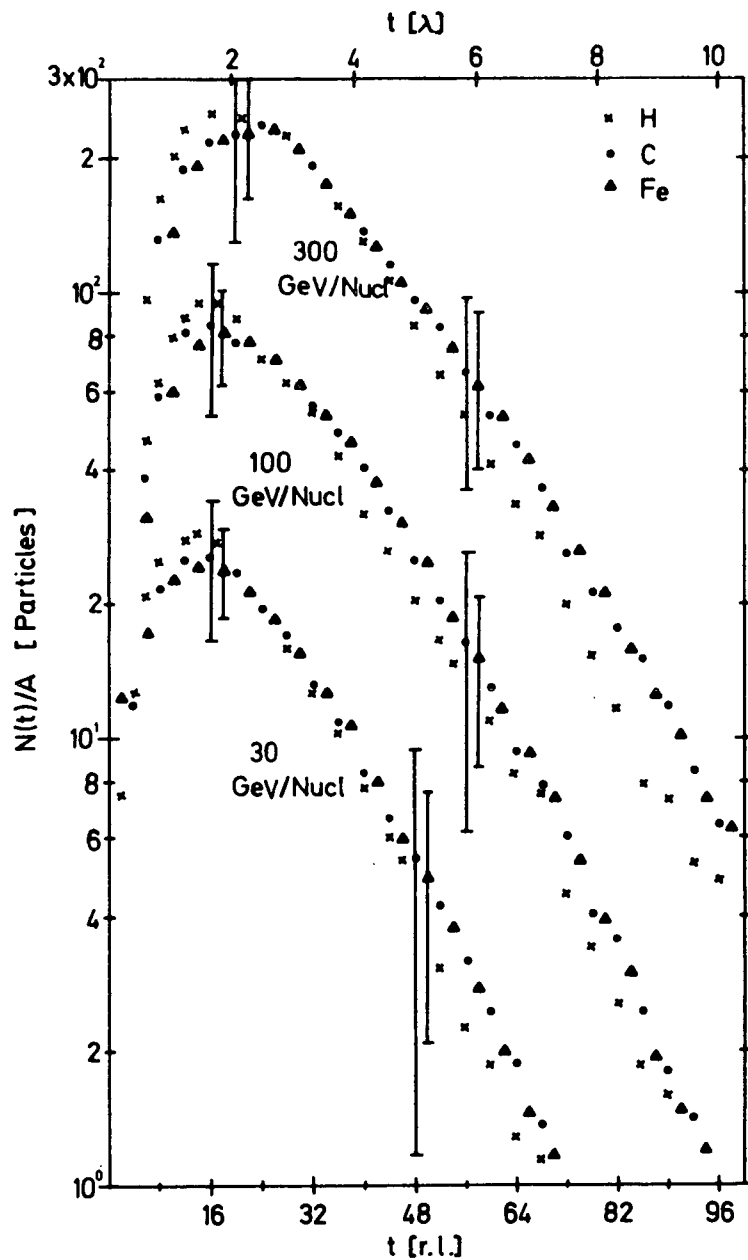 t [λ]
2 4 6 8 10
3x10²
2
10²
8
6
4
2
10¹
8
6
4
2
10⁰
N(t)/A [Particles]
× H
• C
▲ Fe
300
GeV/Nucl
100
GeV/Nucl
30
GeV/Nucl
16 32 48 64 82 96
t [r.l.]